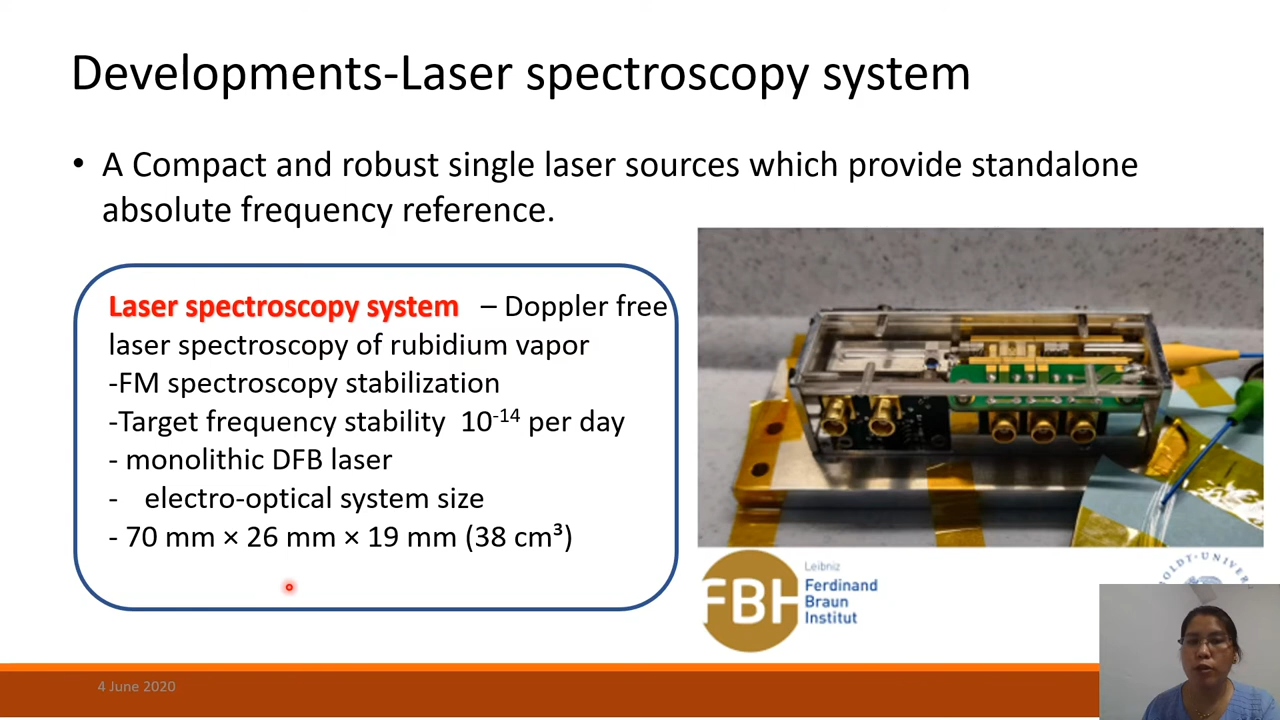 Developments-Laser spectroscopy system
• A Compact and robust single laser sources which provide standalone
absolute frequency reference.
Laser spectroscopy system – Doppler free
laser spectroscopy of rubidium vapor
-FM spectroscopy stabilization
-Target frequency stability 10⁻¹⁴ per day
- monolithic DFB laser
- electro-optical system size
- 70 mm × 26 mm × 19 mm (38 cm³)
FBH
Leibniz
Ferdinand
Braun
Institut
4 June 2020